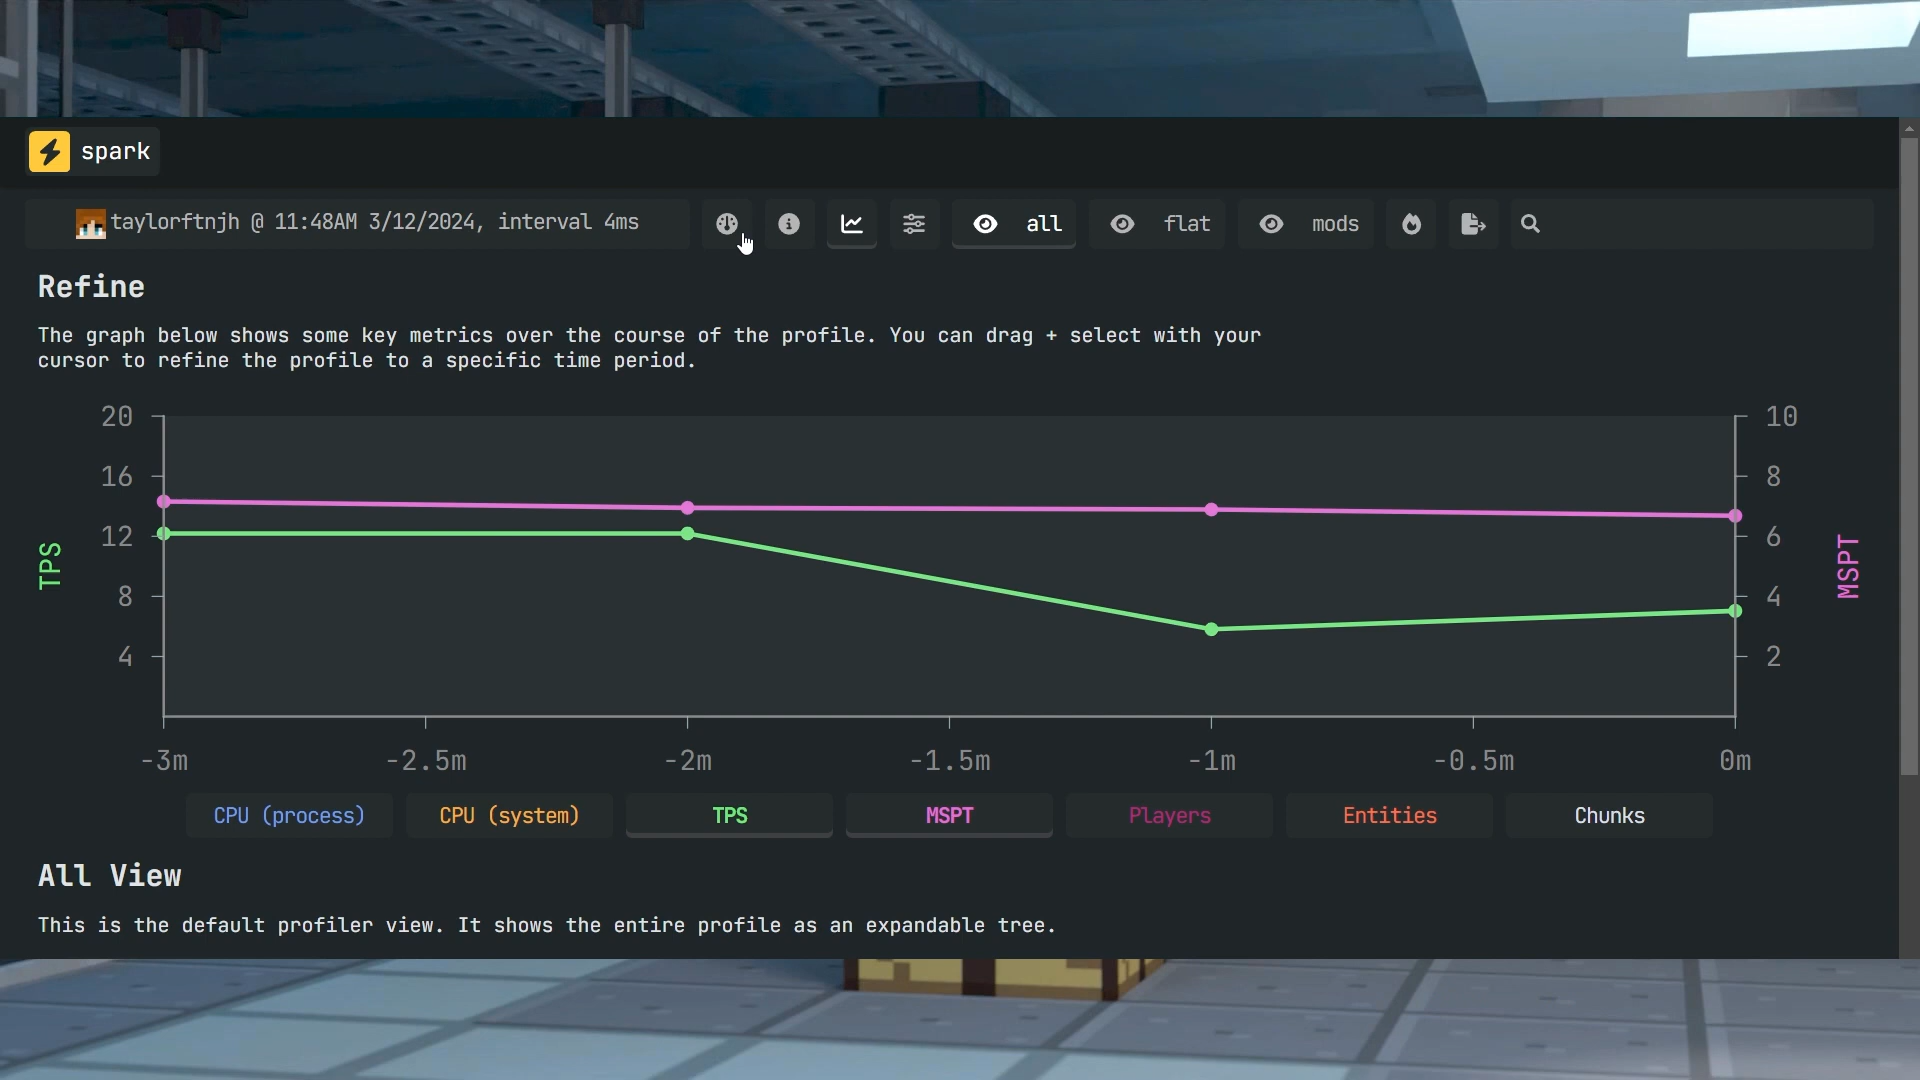 spark
taylorftnjh @ 11:48AM 3/12/2024, interval 4ms
all
flat
mods
Refine
The graph below shows some key metrics over the course of the profile. You can drag + select with your
cursor to refine the profile to a specific time period.
20
16
12
8
4
TPS
10
8
6
4
2
MSPT
-3m
-2.5m
-2m
-1.5m
-1m
-0.5m
0m
CPU (process)
CPU (system)
TPS
MSPT
Players
Entities
Chunks
All View
This is the default profiler view. It shows the entire profile as an expandable tree.